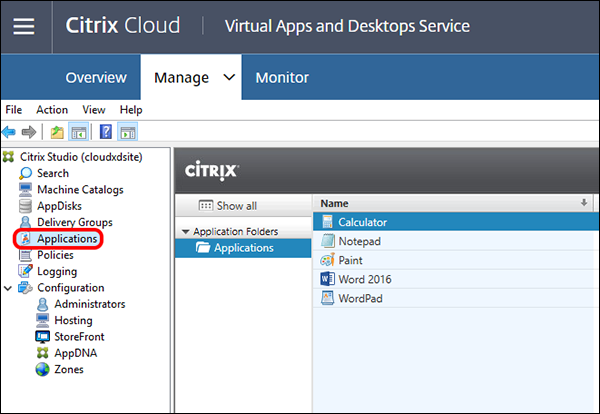 Citrix Cloud Virtual Apps and Desktops Service
Overview Manage Monitor
File Action View Help
Citrix Studio (cloudxdsite)
Search
Machine Catalogs
AppDisks
Delivery Groups
Applications
Policies
Logging
Configuration
Administrators
Hosting
StoreFront
AppDNA
Zones
CITRIX
Show all
Application Folders
Applications
Name
Calculator
Notepad
Paint
Word 2016
WordPad